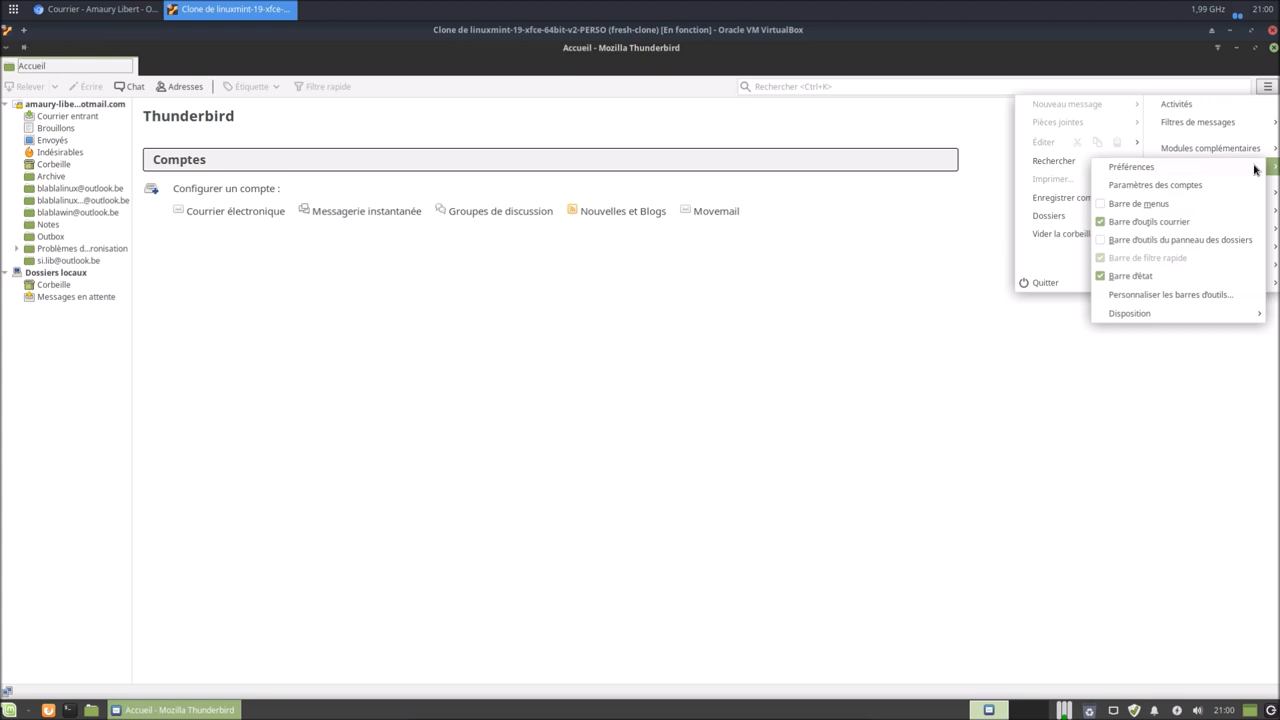 Courrier - Amaury Libert - O...
Clone de linuxmint-19-xfce-...
1,99 GHz
21:00
Clone de linuxmint-19-xfce-64bit-v2-PERSO (fresh-clone) [En fonction] - Oracle VM VirtualBox
Accueil - Mozilla Thunderbird
Accueil
Relever
Écrire
Chat
Adresses
Étiquette
Filtre rapide
Rechercher <Ctrl+K>
amaury-libe...otmail.com
Courrier entrant
Brouillons
Envoyés
Indésirables
Corbeille
Archive
blablalinux@outlook.be
blablalinux...@outlook.be
blablawin@outlook.be
Notes
Outbox
Problèmes d...ronisation
si.lib@outlook.be
Dossiers locaux
Corbeille
Messages en attente
Thunderbird
Comptes
Configurer un compte :
Courrier électronique
Messagerie instantanée
Groupes de discussion
Nouvelles et Blogs
Movemail
Nouveau message
Pièces jointes
Éditer
Rechercher
Imprimer...
Enregistrer com
Dossiers
Vider la corbeill
Quitter
Activités
Filtres de messages
Modules complémentaires
Préférences
Paramètres des comptes
Barre de menus
Barre d'outils courrier
Barre d'outils du panneau des dossiers
Barre de filtre rapide
Barre d'état
Personnaliser les barres d'outils...
Disposition
Accueil - Mozilla Thunderbird
21:00